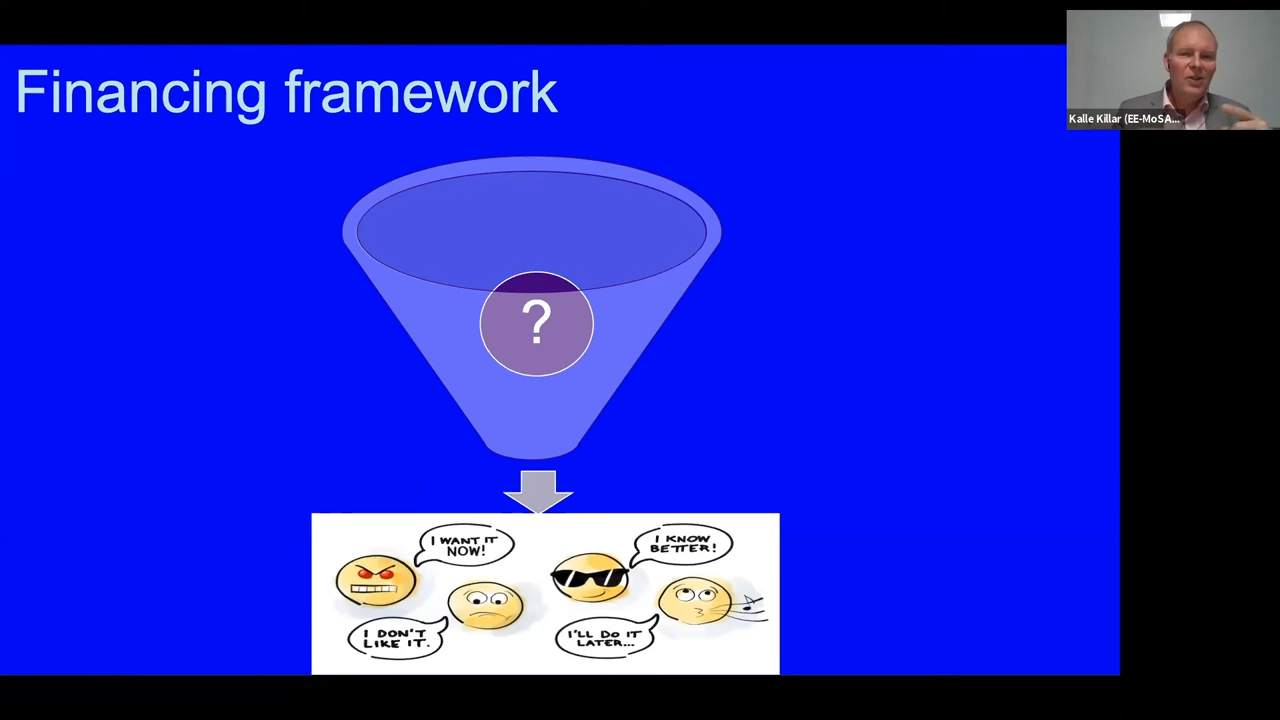 Financing framework
Kalle Killar (EE-MoSA...
?
I WANT IT
NOW!
I KNOW
BETTER!
I DON'T
LIKE IT.
I'LL DO IT
LATER...